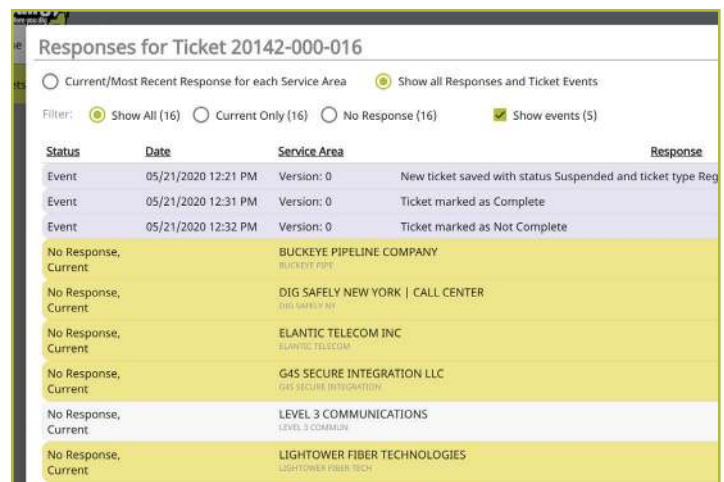 fore you dig
Responses for Ticket 20142-000-016
Current/Most Recent Response for each Service Area Show all Responses and Ticket Events
Filter: Show All (16) Current Only (16) No Response (16) Show events (5)
Status Date Service Area Response
Event 05/21/2020 12:21 PM Version: 0 New ticket saved with status Suspended and ticket type Reg
Event 05/21/2020 12:31 PM Version: 0 Ticket marked as Complete
Event 05/21/2020 12:32 PM Version: 0 Ticket marked as Not Complete
No Response, BUCKEYE PIPELINE COMPANY
Current BUCKEYE PIPE
No Response, DIG SAFELY NEW YORK | CALL CENTER
Current DIG SAFELY NY
No Response, ELANTIC TELECOM INC
Current ELANTIC TELECOM
No Response, G4S SECURE INTEGRATION LLC
Current G4S SECURE INTEGRATION
No Response, LEVEL 3 COMMUNICATIONS
Current LEVEL 3 COMMUN
No Response, LIGHTOWER FIBER TECHNOLOGIES
Current LIGHTOWER FIBER TECH